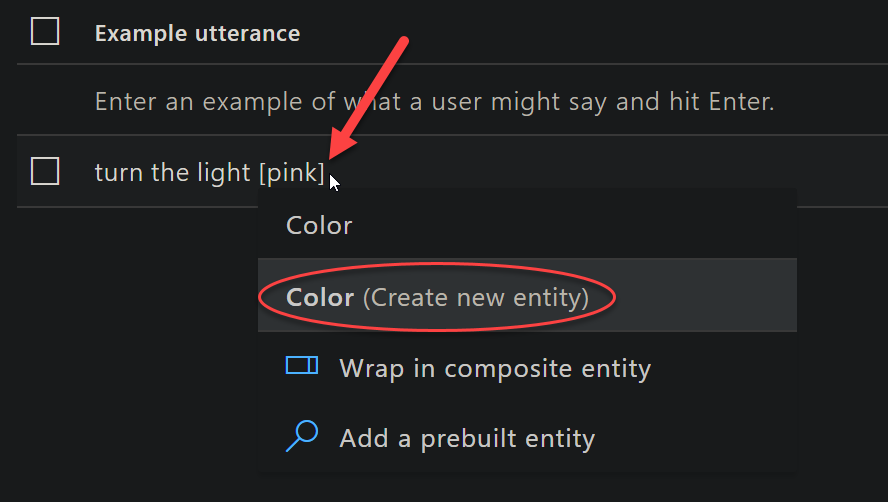 Example utterance
Enter an example of what a user might say and hit Enter.
turn the light [pink]
Color
Color (Create new entity)
Wrap in composite entity
Add a prebuilt entity